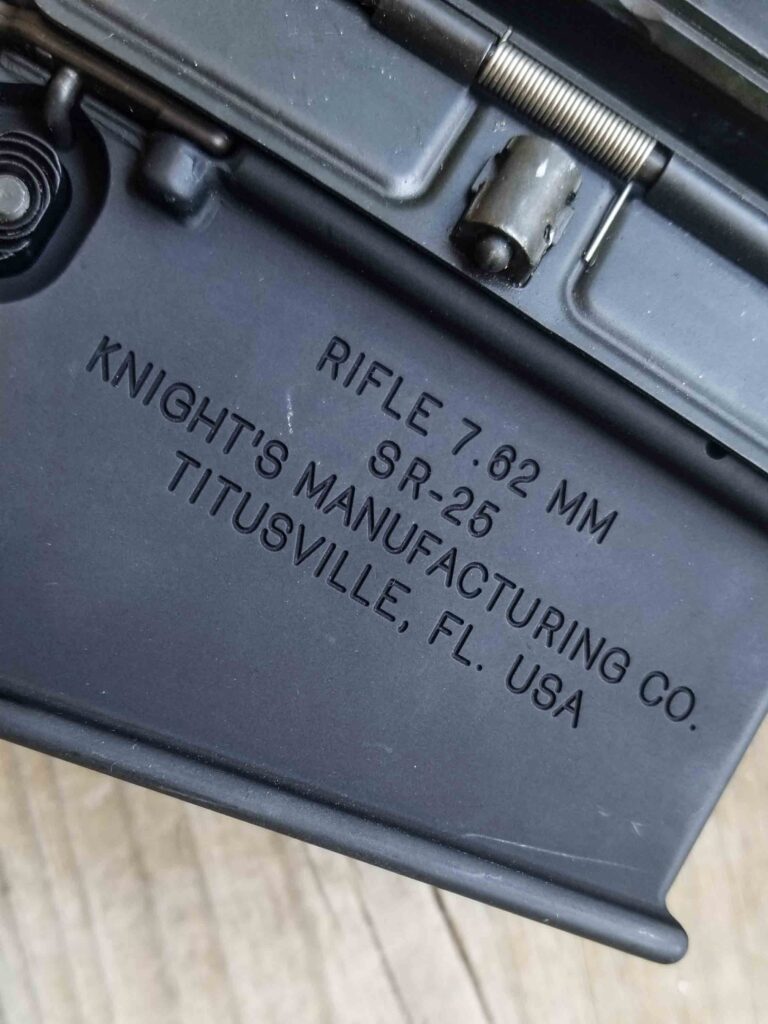 RIFLE 7.62 MM
SR-25
KNIGHT'S MANUFACTURING CO.
TITUSVILLE, FL. USA